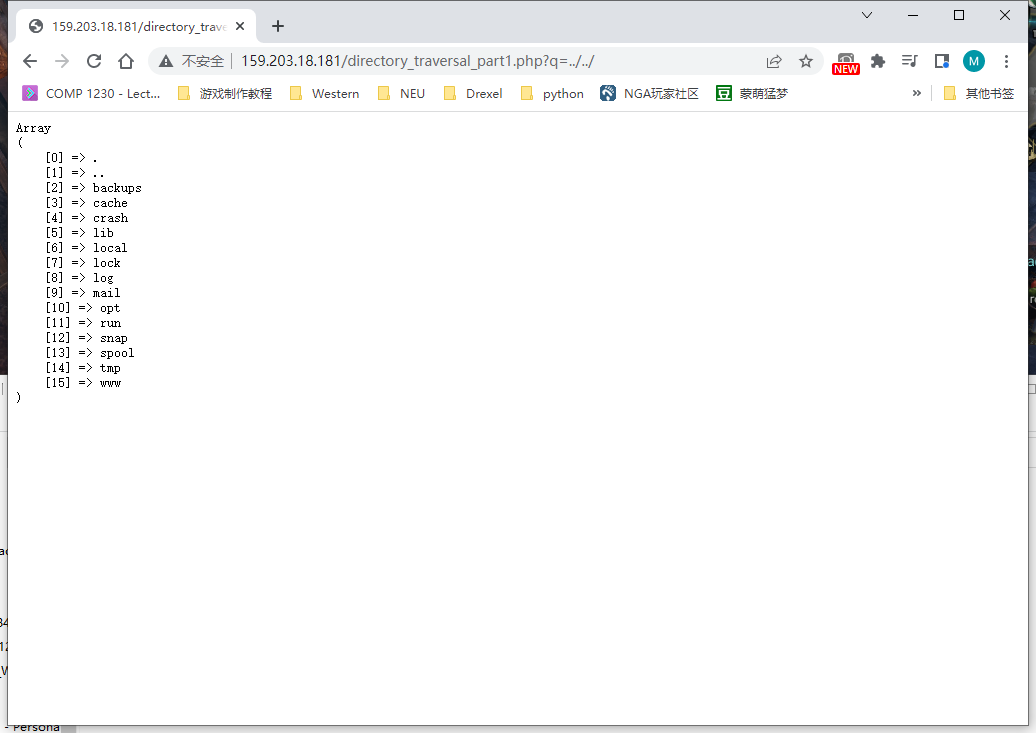 159.203.18.181/directory_trave
不安全 159.203.18.181/directory_traversal_part1.php?q=../../
NEW
M
COMP 1230 - Lect... 游戏制作教程 Western NEU Drexel python NGA玩家社区 豆 蒙萌猛梦 » 其他书签
Array
(
[0] => .
[1] => ..
[2] => backups
[3] => cache
[4] => crash
[5] => lib
[6] => local
[7] => lock
[8] => log
[9] => mail
[10] => opt
[11] => run
[12] => snap
[13] => spool
[14] => tmp
[15] => www
)
- Persona